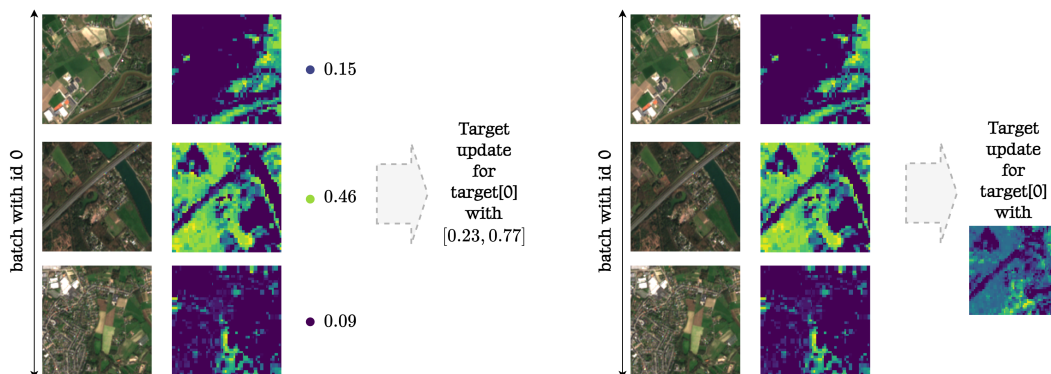 batch with id 0
0.15
0.46
0.09
Target
update
for
target[0]
with
[0.23, 0.77]
batch with id 0
Target
update
for
target[0]
with